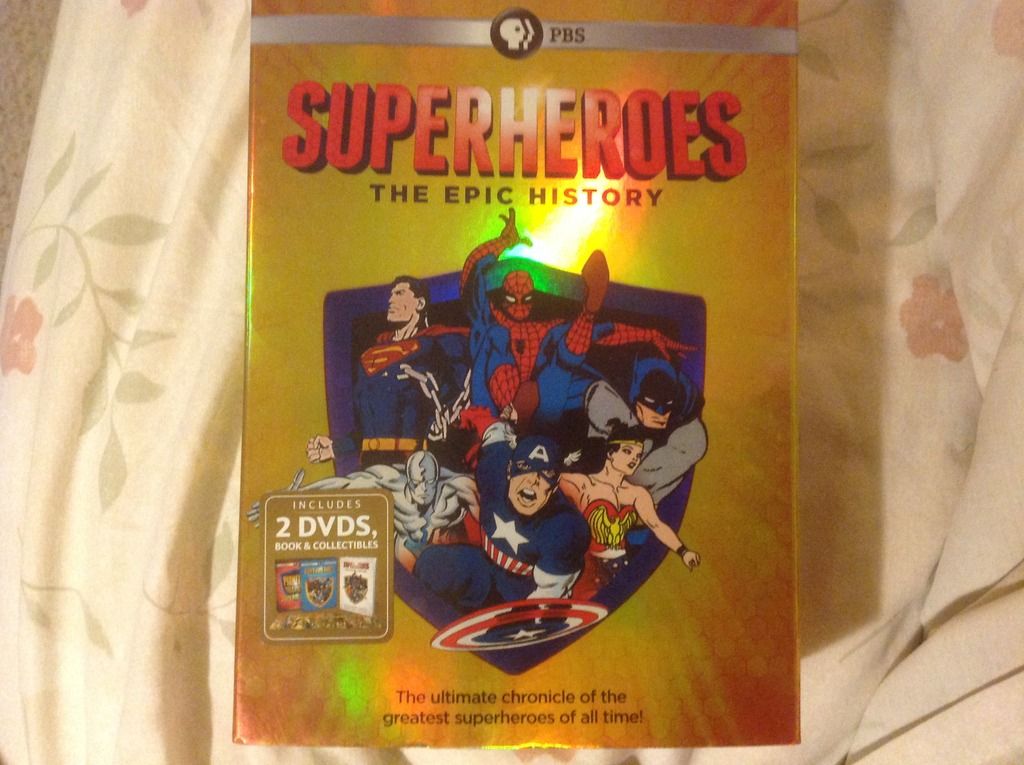 PBS
SUPERHEROES
THE EPIC HISTORY
A
INCLUDES
2 DVDS,
BOOK & COLLECTIBLES
SUPERHEROES
The ultimate chronicle of the
greatest superheroes of all time!